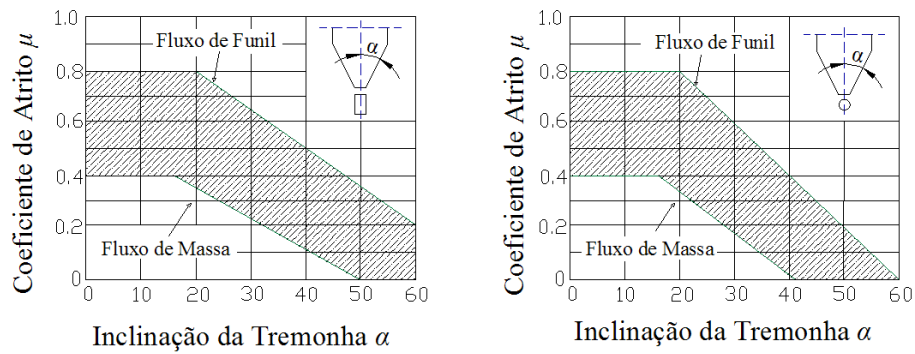 Coeficiente de Atrito μ
1.0
0.8
0.6
0.4
0.2
0
Fluxo de Funil
α
Fluxo de Massa
0 10 20 30 40 50 60
Inclinação da Tremonha α
Coeficiente de Atrito μ
1.0
0.8
0.6
0.4
0.2
0
Fluxo de Funil
α
Fluxo de Massa
0 10 20 30 40 50 60
Inclinação da Tremonha α